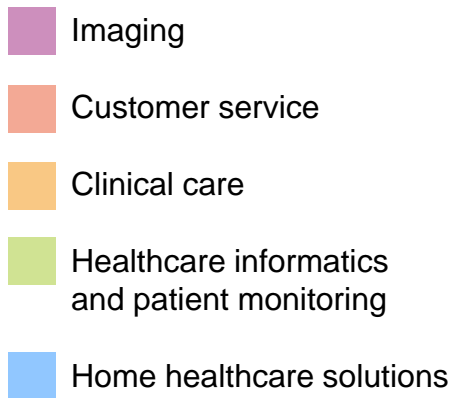 Imaging
Customer service
Clinical care
Healthcare informatics
and patient monitoring
Home healthcare solutions